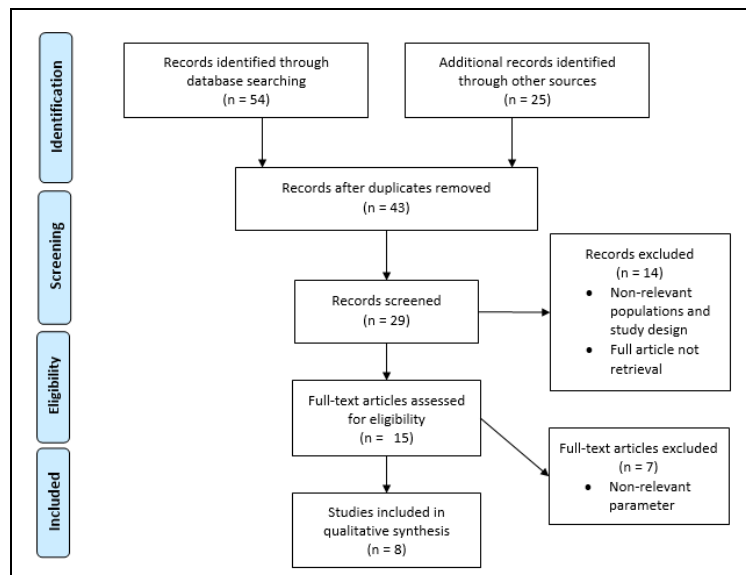 Identification
Records identified through
database searching
(n = 54)
Additional records identified
through other sources
(n = 25)
Records after duplicates removed
(n = 43)
Screening
Records screened
(n = 29)
Records excluded
(n = 14)
• Non-relevant
populations and
study design
• Full article not
retrieval
Eligibility
Full-text articles assessed
for eligibility
(n = 15)
Full-text articles excluded
(n = 7)
• Non-relevant
parameter
Included
Studies included in
qualitative synthesis
(n = 8)